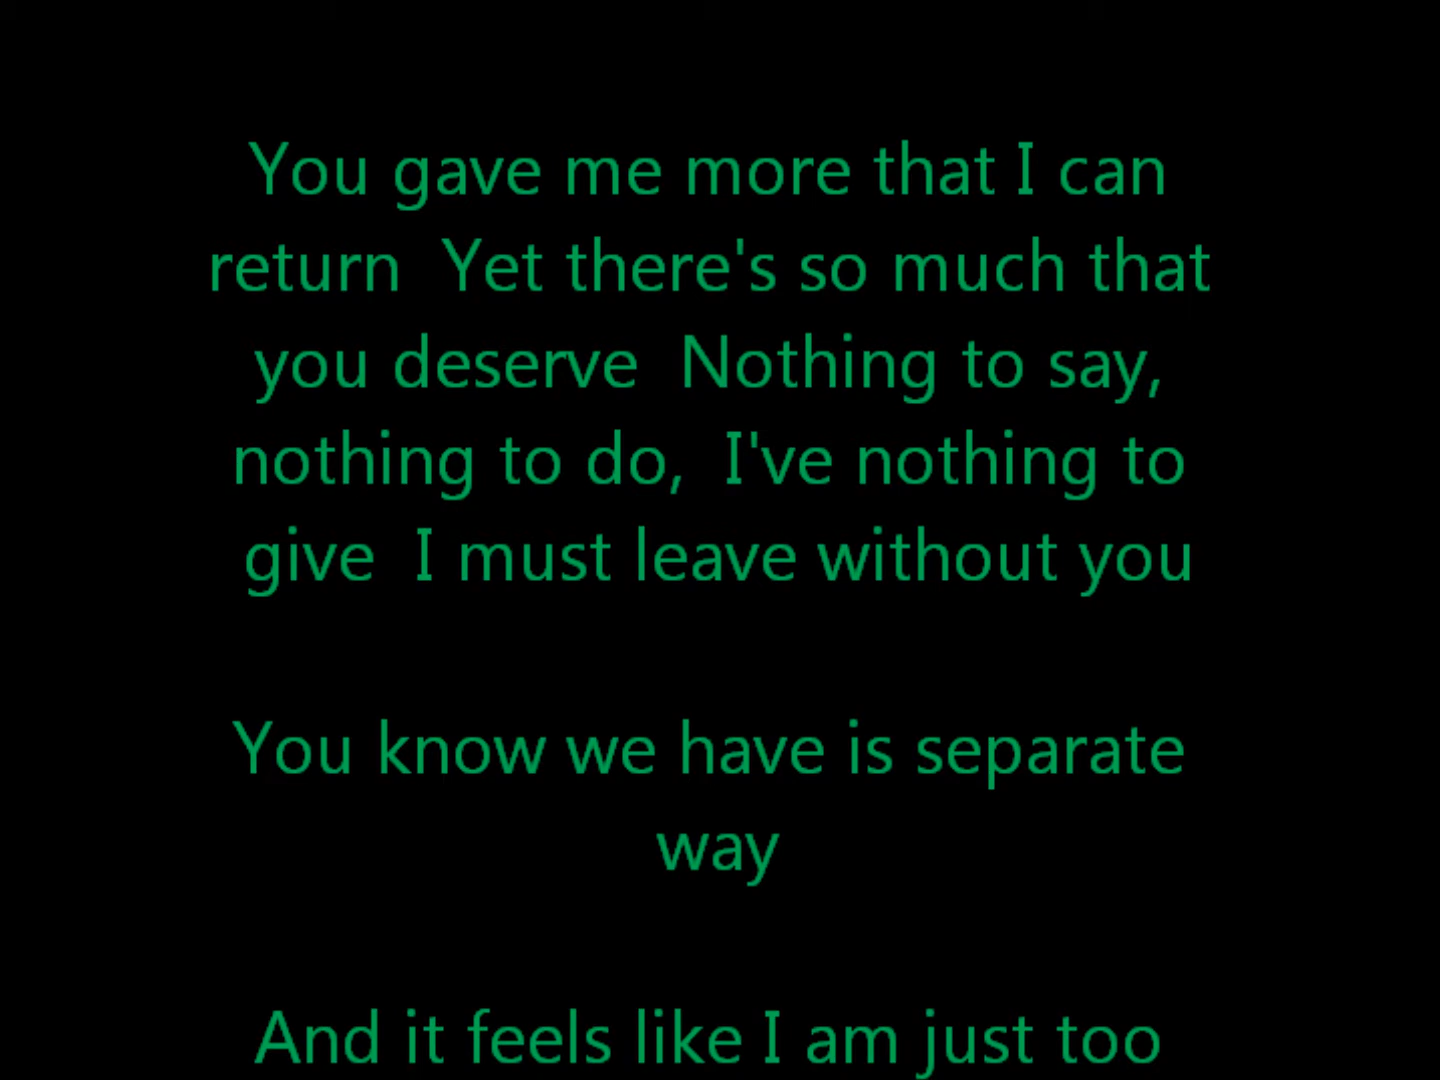 You gave me more that I can
return  Yet there's so much that
you deserve  Nothing to say,
nothing to do,  I've nothing to
give  I must leave without you
You know we have is separate
way
And it feels like I am just too